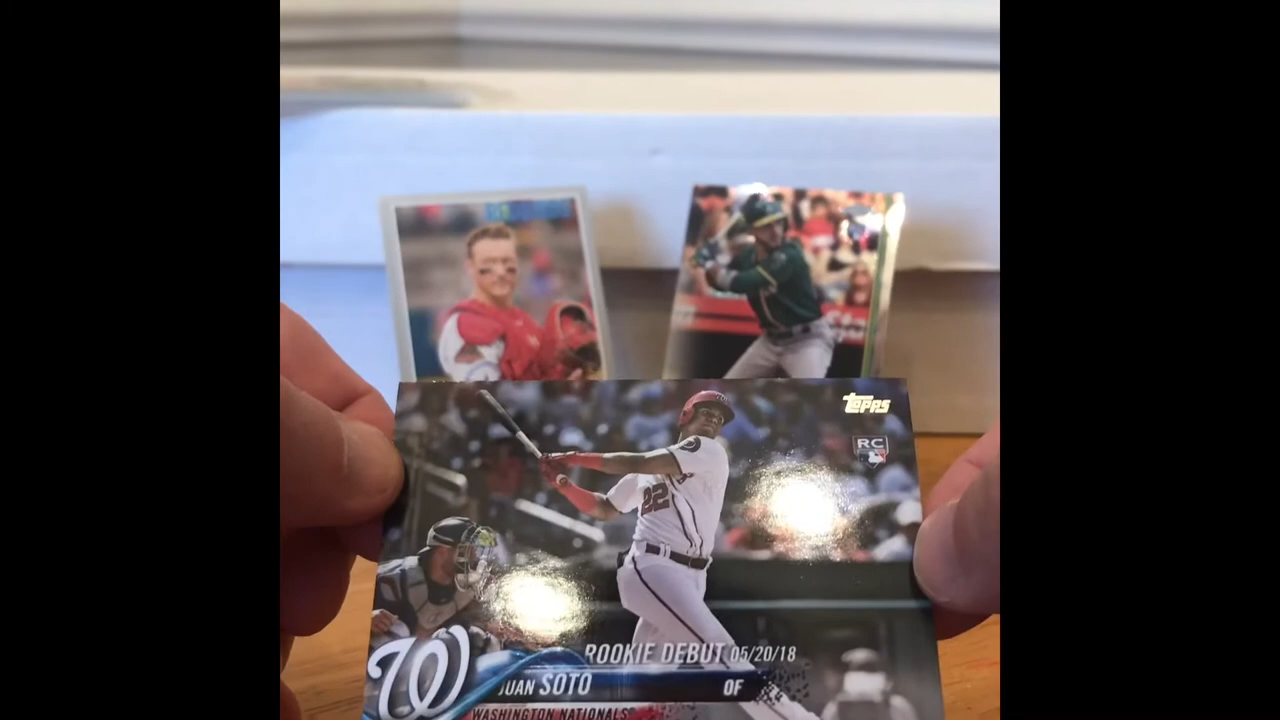 TOPPS
RC
22
ROOKIE DEBUT 05/20/18
JUAN SOTO OF
W
WASHINGTON NATIONALS